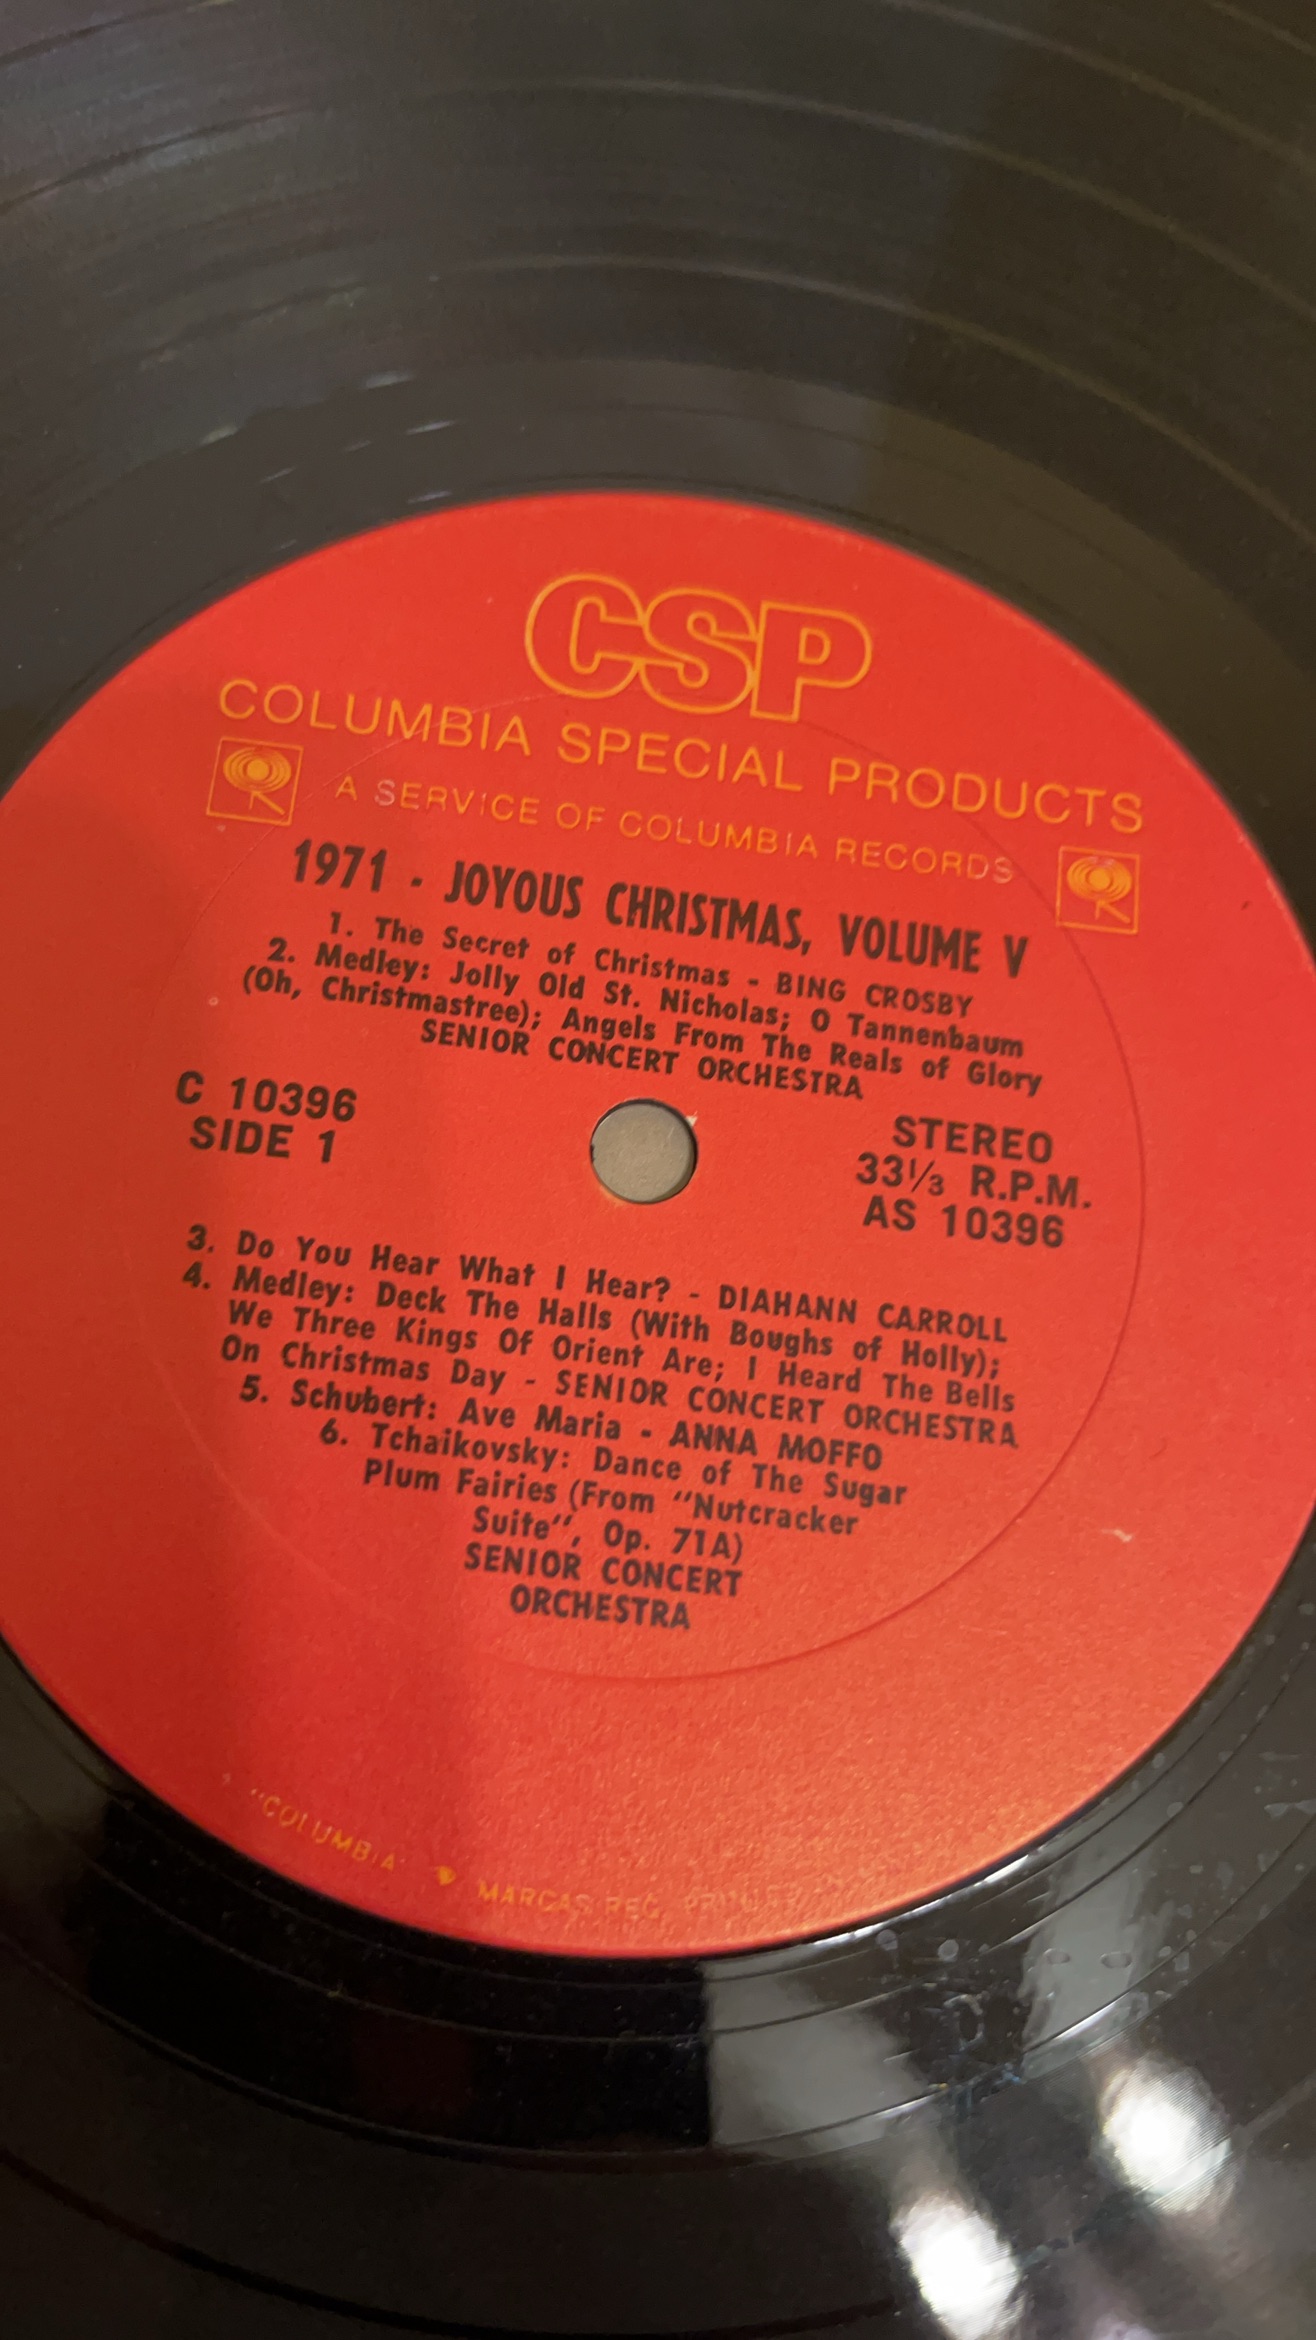 CSP
COLUMBIA SPECIAL PRODUCTS
A SERVICE OF COLUMBIA RECORDS
1971 - JOYOUS CHRISTMAS, VOLUME V
1. The Secret of Christmas - BING CROSBY
2. Medley: Jolly Old St. Nicholas; O Tannenbaum
(Oh, Christmastree); Angels From The Reals of Glory
SENIOR CONCERT ORCHESTRA
C 10396
SIDE 1
STEREO
33⅓ R.P.M.
AS 10396
3. Do You Hear What I Hear? - DIAHANN CARROLL
4. Medley: Deck The Halls (With Boughs of Holly);
We Three Kings Of Orient Are; I Heard The Bells
On Christmas Day - SENIOR CONCERT ORCHESTRA
5. Schubert: Ave Maria - ANNA MOFFO
6. Tchaikovsky: Dance of The Sugar
Plum Fairies (From "Nutcracker
Suite", Op. 71A)
SENIOR CONCERT
ORCHESTRA
"COLUMBIA" MARCAS REG.